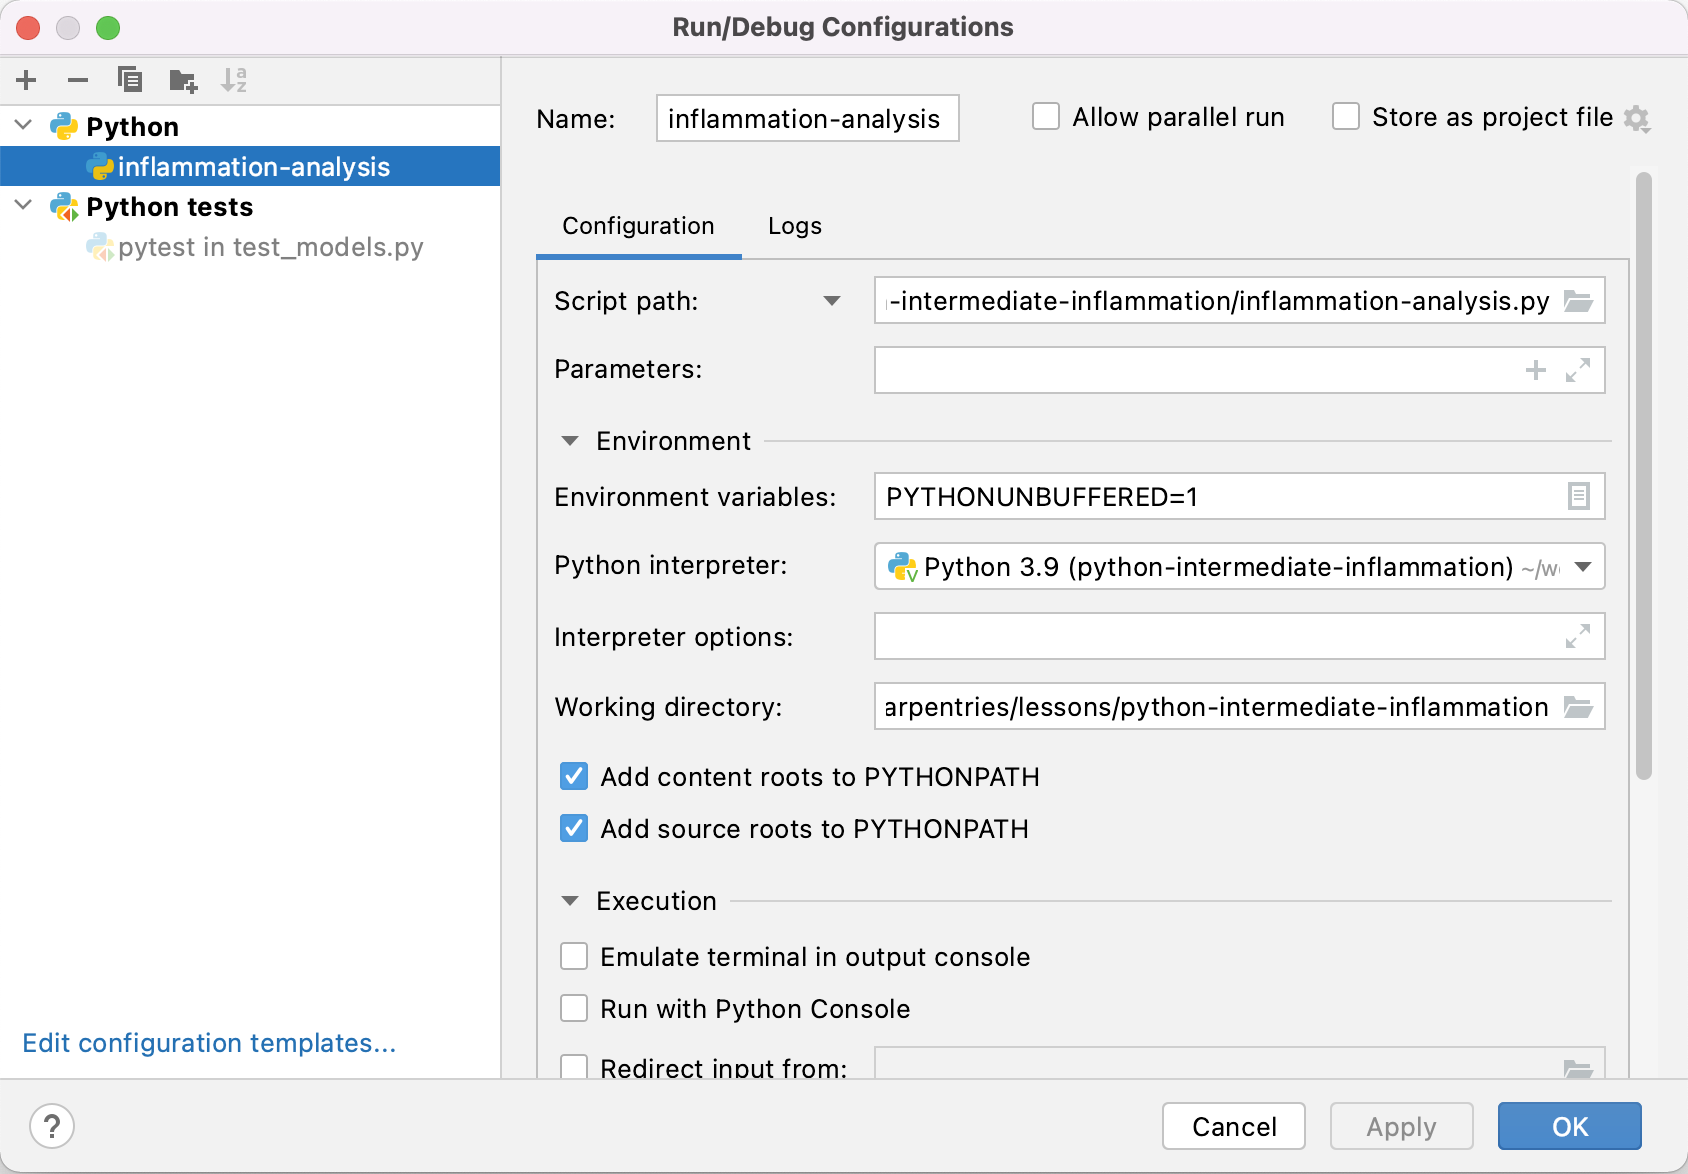 Run/Debug Configurations
Python
inflammation-analysis
Python tests
pytest in test_models.py
Edit configuration templates...
Name: inflammation-analysis Allow parallel run Store as project file
Configuration Logs
Script path: -intermediate-inflammation/inflammation-analysis.py
Parameters:
Environment
Environment variables: PYTHONUNBUFFERED=1
Python interpreter: Python 3.9 (python-intermediate-inflammation) ~/w
Interpreter options:
Working directory: arpentries/lessons/python-intermediate-inflammation
Add content roots to PYTHONPATH
Add source roots to PYTHONPATH
Execution
Emulate terminal in output console
Run with Python Console
Redirect input from:
? Cancel Apply OK